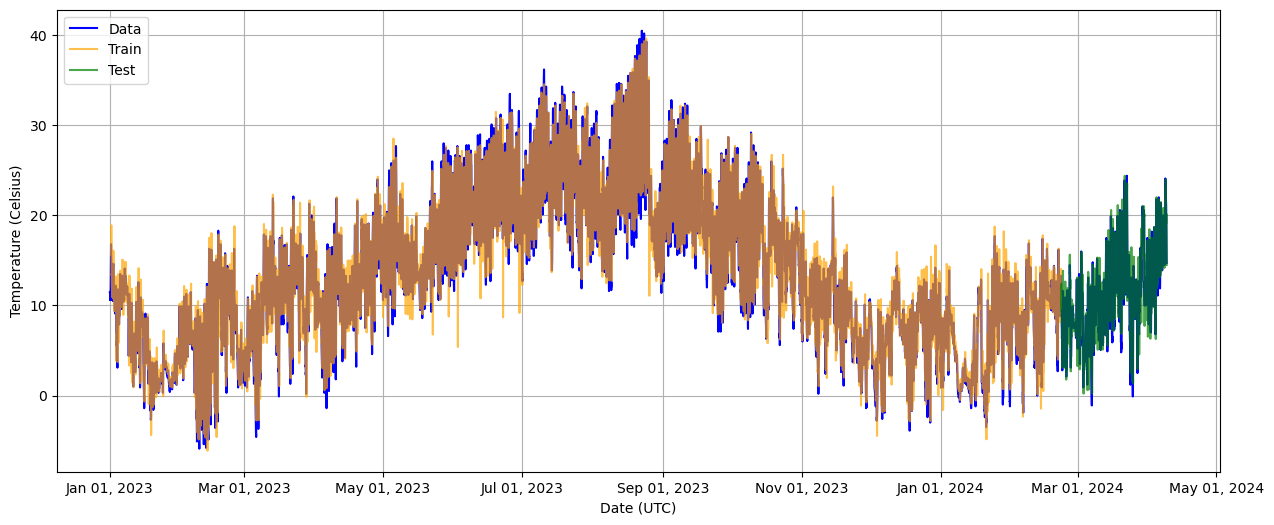 Data
Train
Test
40
30
20
10
0
Temperature (Celsius)
Jan 01, 2023 Mar 01, 2023 May 01, 2023 Jul 01, 2023 Sep 01, 2023 Nov 01, 2023 Jan 01, 2024 Mar 01, 2024 May 01, 2024
Date (UTC)